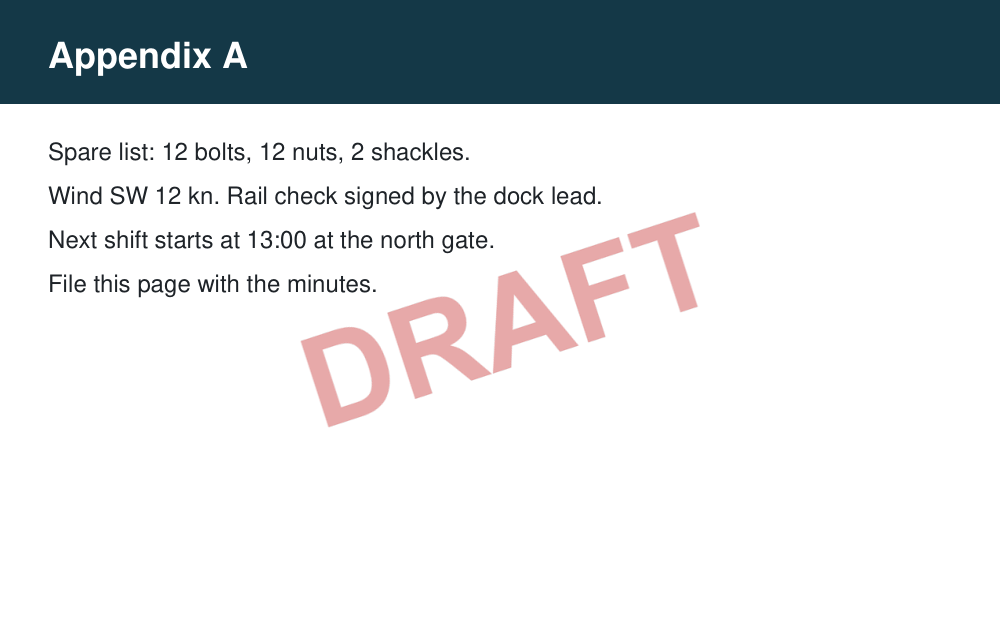 Appendix A
Spare list: 12 bolts, 12 nuts, 2 shackles.
Wind SW 12 kn. Rail check signed by the dock lead.
Next shift starts at 13:00 at the north gate.
File this page with the minutes.
DRAFT